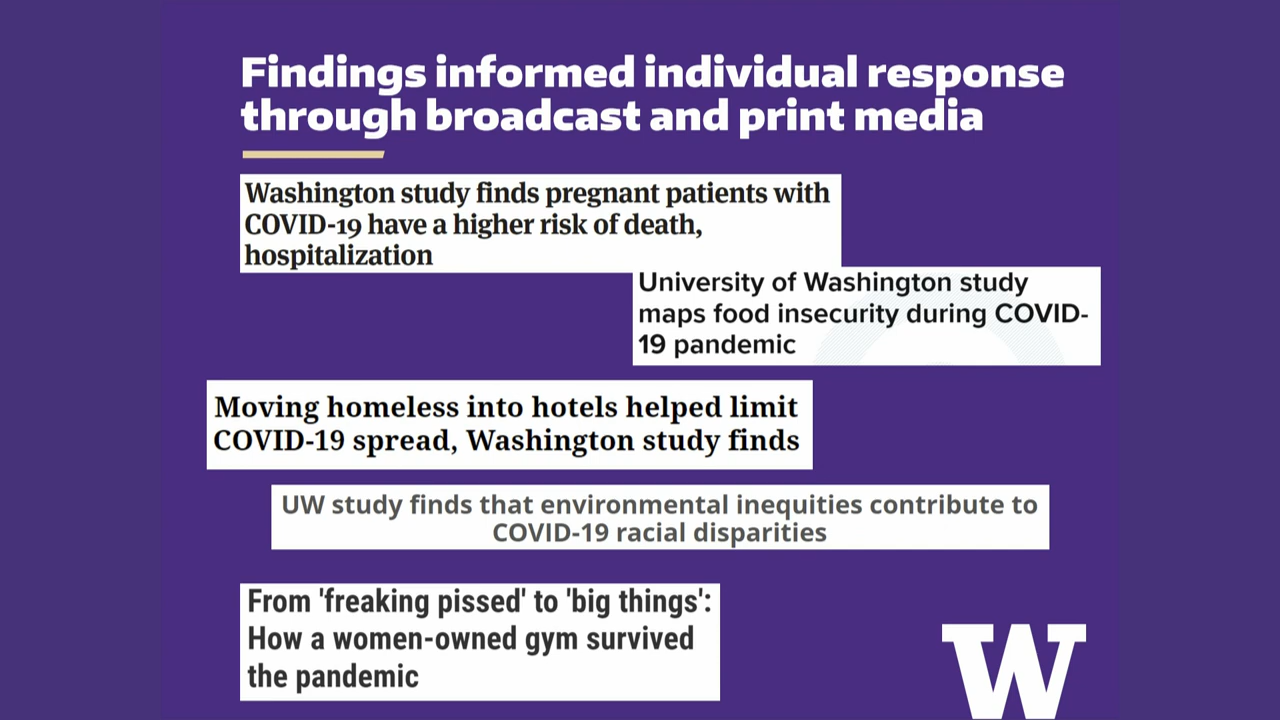 Findings informed individual response
through broadcast and print media
Washington study finds pregnant patients with
COVID-19 have a higher risk of death,
hospitalization
University of Washington study
maps food insecurity during COVID-
19 pandemic
Moving homeless into hotels helped limit
COVID-19 spread, Washington study finds
UW study finds that environmental inequities contribute to
COVID-19 racial disparities
From 'freaking pissed' to 'big things':
How a women-owned gym survived
the pandemic
W